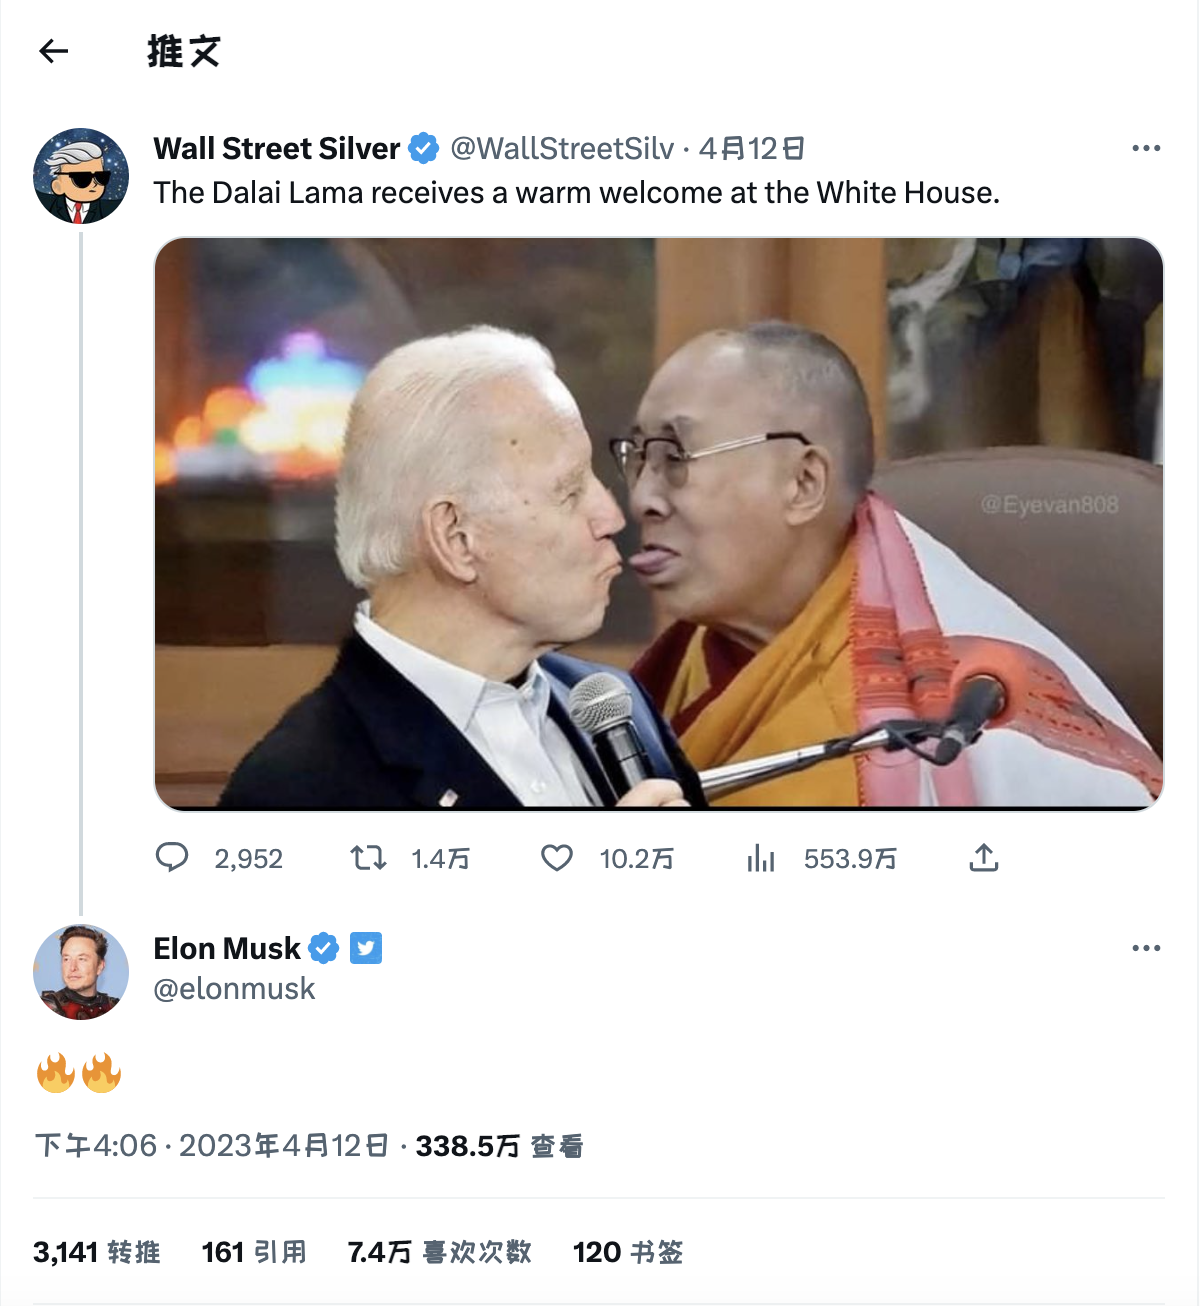 推文
Wall Street Silver @WallStreetSilv · 4月12日
The Dalai Lama receives a warm welcome at the White House.
@Eyevan808
2,952 1.4万 10.2万 553.9万
Elon Musk
@elonmusk
🔥🔥
下午4:06 · 2023年4月12日 · 338.5万 查看
3,141 转推 161 引用 7.4万 喜欢次数 120 书签